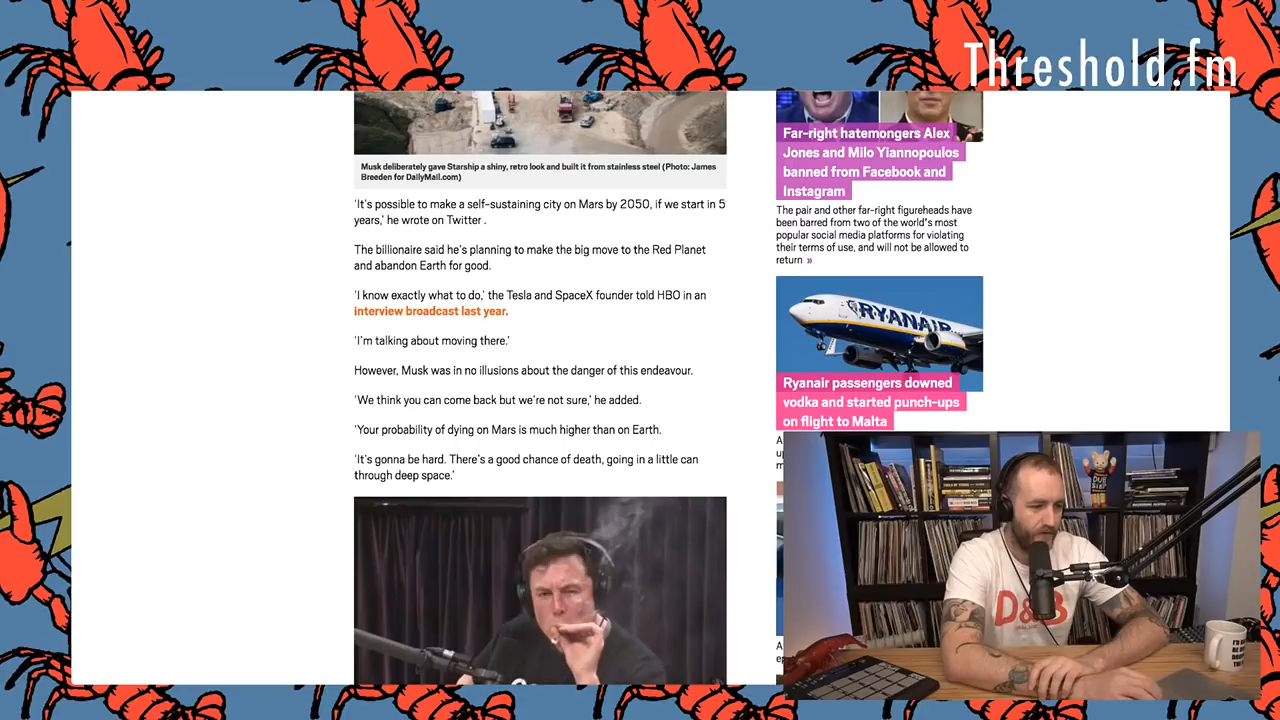 Threshold.fm
Musk deliberately gave Starship a shiny, retro look and built it from stainless steel (Photo: James
Breeden for DailyMail.com)
'It's possible to make a self-sustaining city on Mars by 2050, if we start in 5
years,' he wrote on Twitter .
The billionaire said he's planning to make the big move to the Red Planet
and abandon Earth for good.
'I know exactly what to do,' the Tesla and SpaceX founder told HBO in an
interview broadcast last year.
'I'm talking about moving there.'
However, Musk was in no illusions about the danger of this endeavour.
'We think you can come back but we're not sure,' he added.
'Your probability of dying on Mars is much higher than on Earth.
'It's gonna be hard. There's a good chance of death, going in a little can
through deep space.'
Far-right hatemongers Alex
Jones and Milo Yiannopoulos
banned from Facebook and
Instagram
The pair and other far-right figureheads have
been barred from two of the world's most
popular social media platforms for violating
their terms of use, and will not be allowed to
return »
RYANAIR
Ryanair passengers downed
vodka and started punch-ups
on flight to Malta
D&B